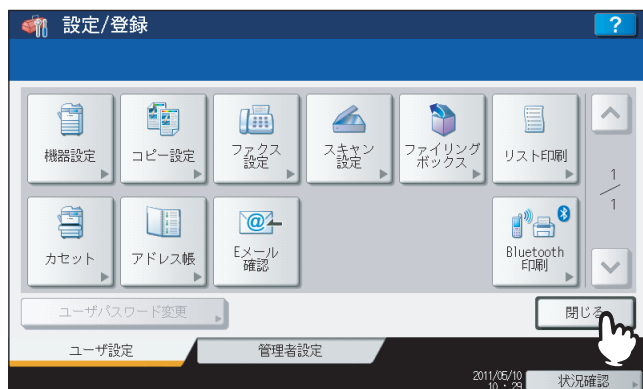 設定/登録
?
機器設定
コピー設定
ファクス
設定
スキャン
設定
ファイリング
ボックス
リスト印刷
1
1
カセット
アドレス帳
Eメール
確認
Bluetooth
印刷
ユーザパスワード変更
閉じる
ユーザ設定
管理者設定
2011/05/10
10 : 29
状況確認